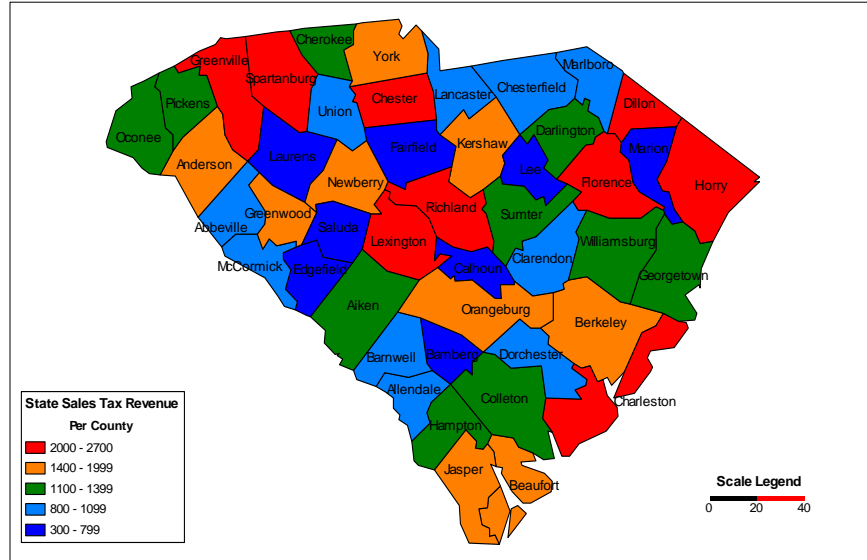 Cherokee
York
Greenville
Spartanburg
Marlboro
Pickens
Union
Chester
Lancaster
Chesterfield
Dillon
Oconee
Darlington
Anderson
Laurens
Fairfield
Kershaw
Lee
Marion
Horry
Newberry
Florence
Greenwood
Abbeville
Saluda
Richland
Sumter
Lexington
Williamsburg
McCormick
Edgefield
Calhoun
Clarendon
Georgetown
Aiken
Orangeburg
Berkeley
Barnwell
Bamberg
Dorchester
Allendale
Colleton
Charleston
Hampton
Jasper
Beaufort
State Sales Tax Revenue
Per County
2000 - 2700
1400 - 1999
1100 - 1399
800 - 1099
300 - 799
Scale Legend
0 20 40